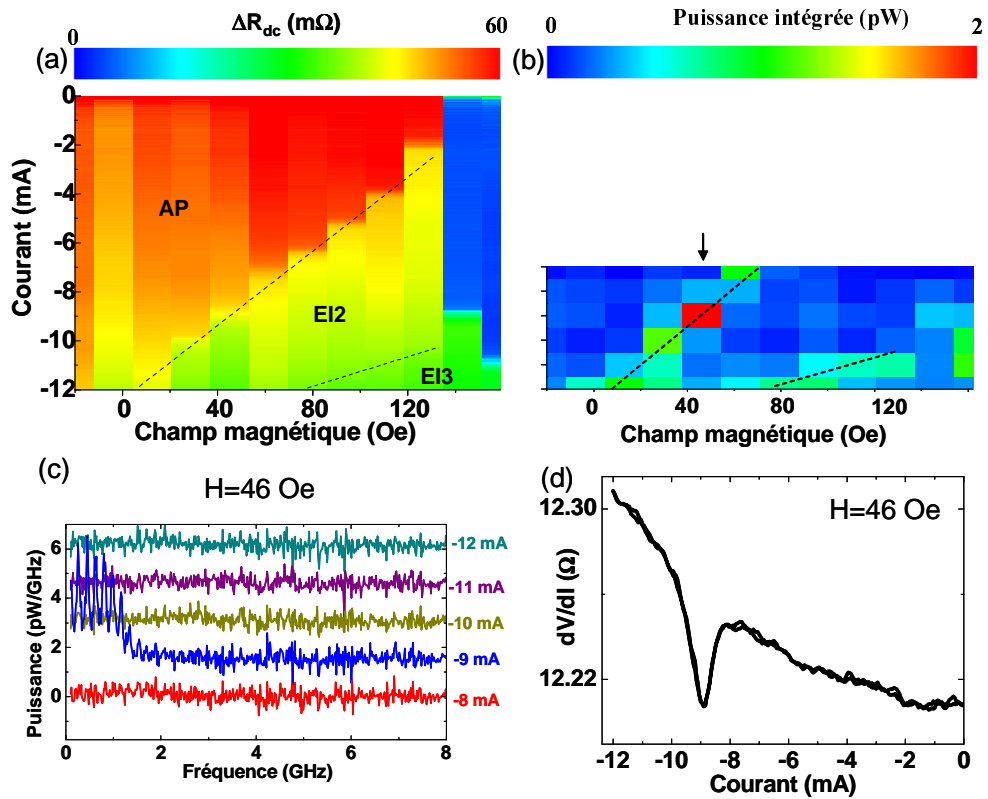 ΔRdc (mΩ)
0
60
(a)
0
-2
-4
-6
-8
-10
-12
Courant (mA)
AP
EI2
EI3
0
40
80
120
Champ magnétique (Oe)
Puissance intégrée (pW)
0
2
(b)
0
40
80
120
Champ magnétique (Oe)
(c)
H=46 Oe
6
4
2
0
Puissance (pW/GHz)
-12 mA
-11 mA
-10 mA
-9 mA
-8 mA
0
2
4
6
8
Fréquence (GHz)
(d)
H=46 Oe
12.30
12.22
dV/dI (Ω)
-12
-10
-8
-6
-4
-2
0
Courant (mA)